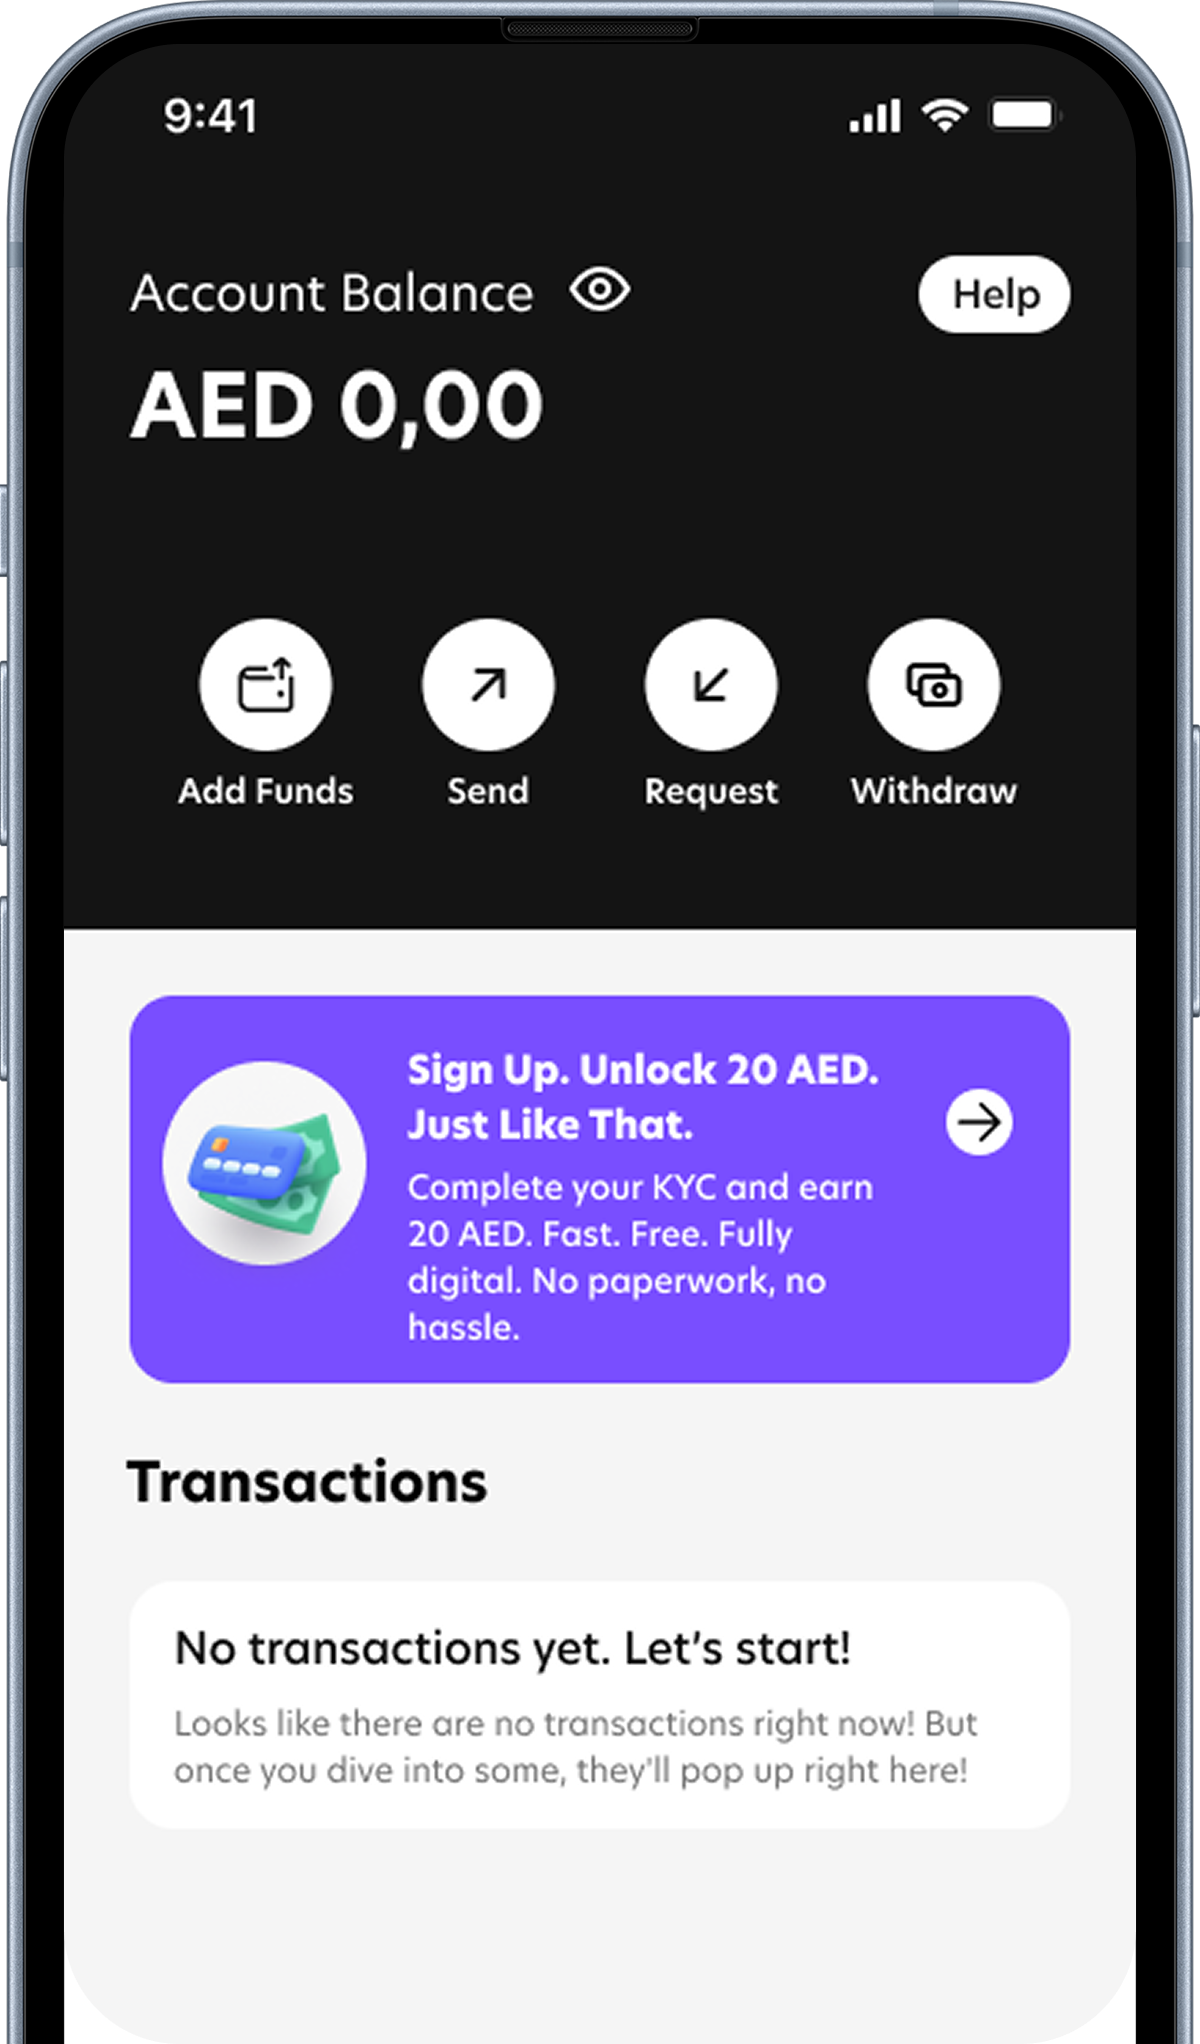 9:41
Account Balance
Help
AED 0,00
Add Funds
Send
Request
Withdraw
Sign Up. Unlock 20 AED.
Just Like That.
Complete your KYC and earn
20 AED. Fast. Free. Fully
digital. No paperwork, no
hassle.
Transactions
No transactions yet. Let’s start!
Looks like there are no transactions right now! But
once you dive into some, they'll pop up right here!